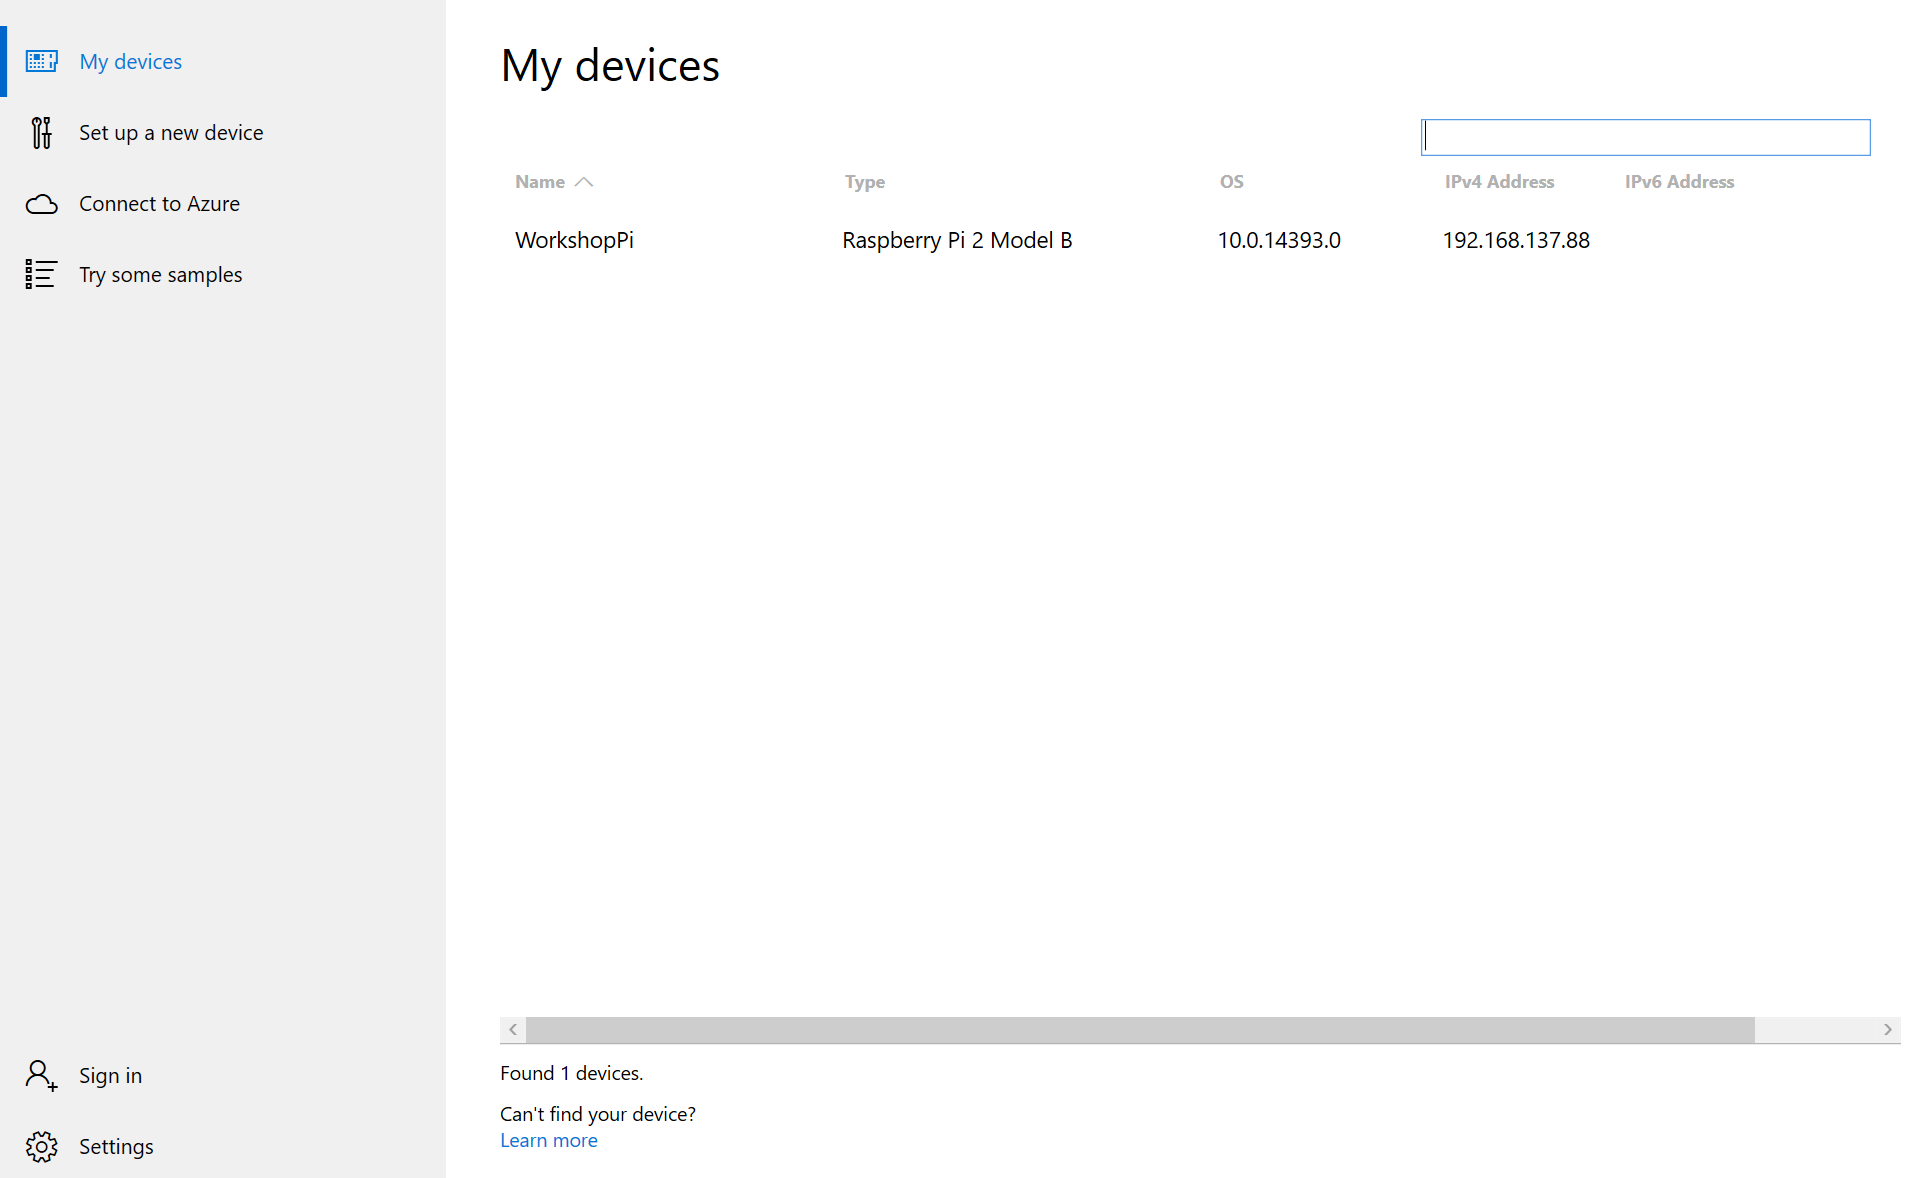 My devices
Set up a new device
Connect to Azure
Try some samples
Sign in
Settings
My devices
Name Type OS IPv4 Address IPv6 Address
WorkshopPi Raspberry Pi 2 Model B 10.0.14393.0 192.168.137.88
Found 1 devices.
Can't find your device?
Learn more